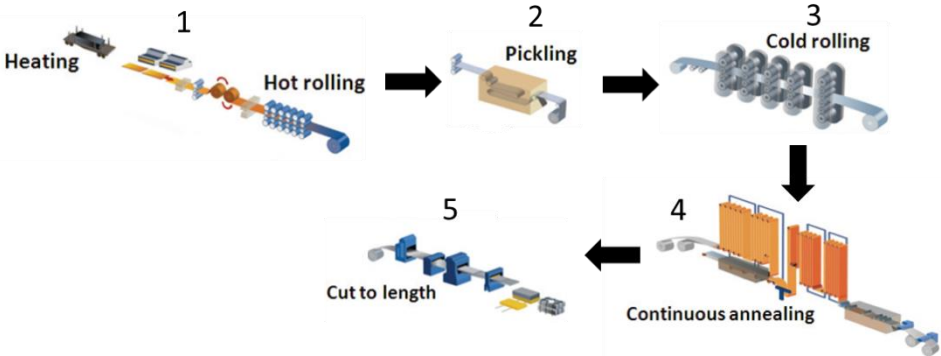 1
Heating
Hot rolling
2
Pickling
3
Cold rolling
4
Continuous annealing
5
Cut to length